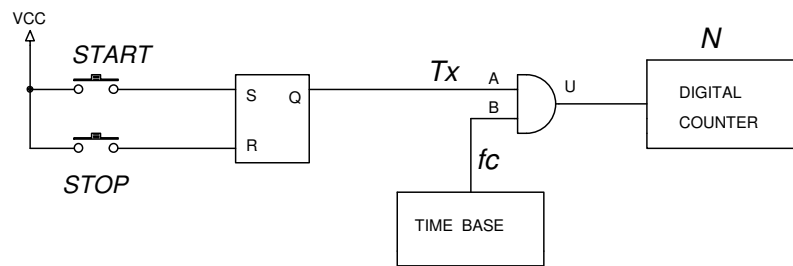 VCC
START
N
Tx
A
U
S
Q
DIGITAL
B
COUNTER
R
fc
STOP
TIME BASE